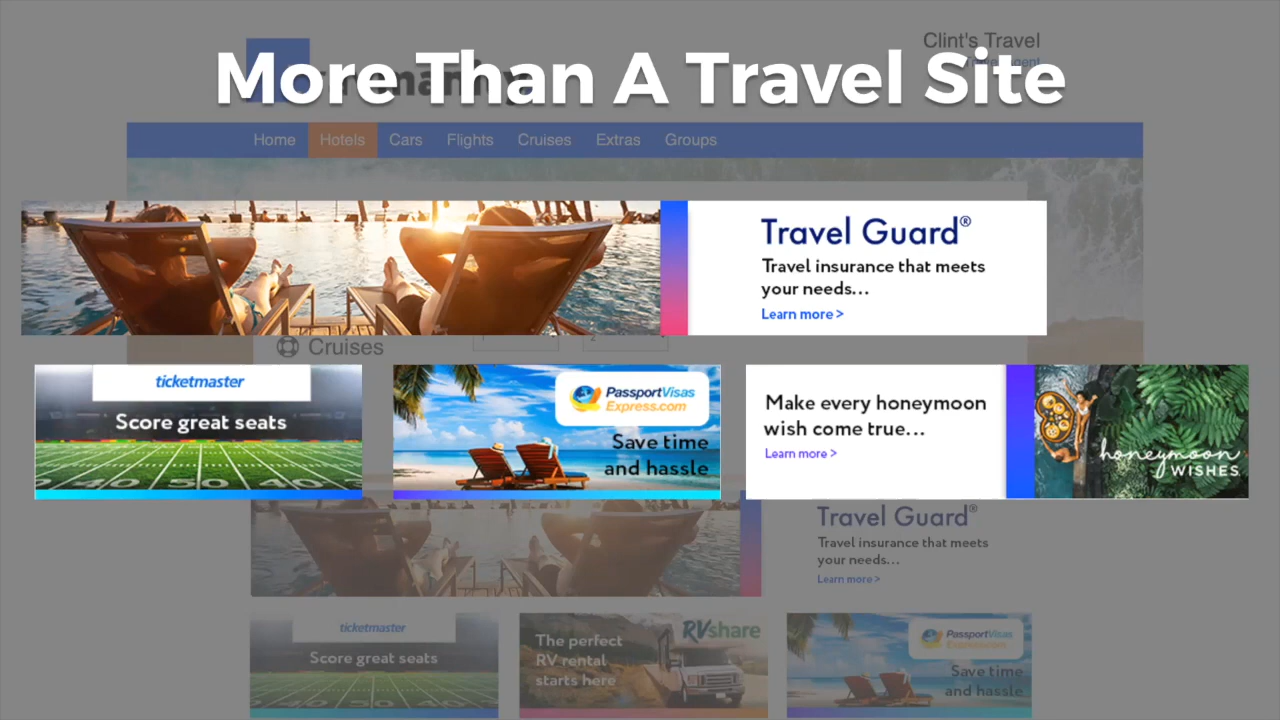 Clint's Travel
More Than A Travel Site
Home Hotels Cars Flights Cruises Extras Groups
Travel Guard®
Travel insurance that meets
your needs...
Learn more >
Cruises
ticketmaster
Score great seats
PassportVisas
Express.com
Save time
and hassle
Make every honeymoon
wish come true...
Learn more >
honeymoon
WISHES
Travel Guard®
Travel insurance that meets
your needs...
Learn more >
ticketmaster
Score great seats
RVshare
The perfect
RV rental
starts here
PassportVisas
Express.com
Save time
and hassle